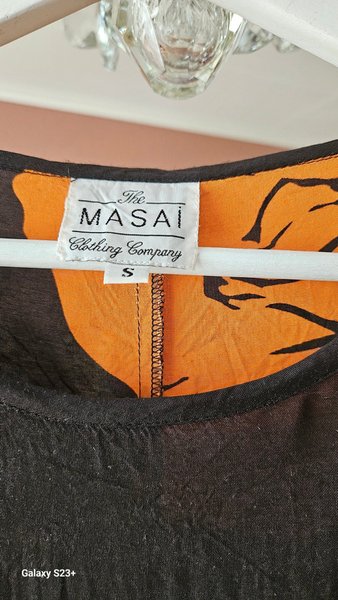 The
MASAi
Clothing Company
S
Galaxy S23+